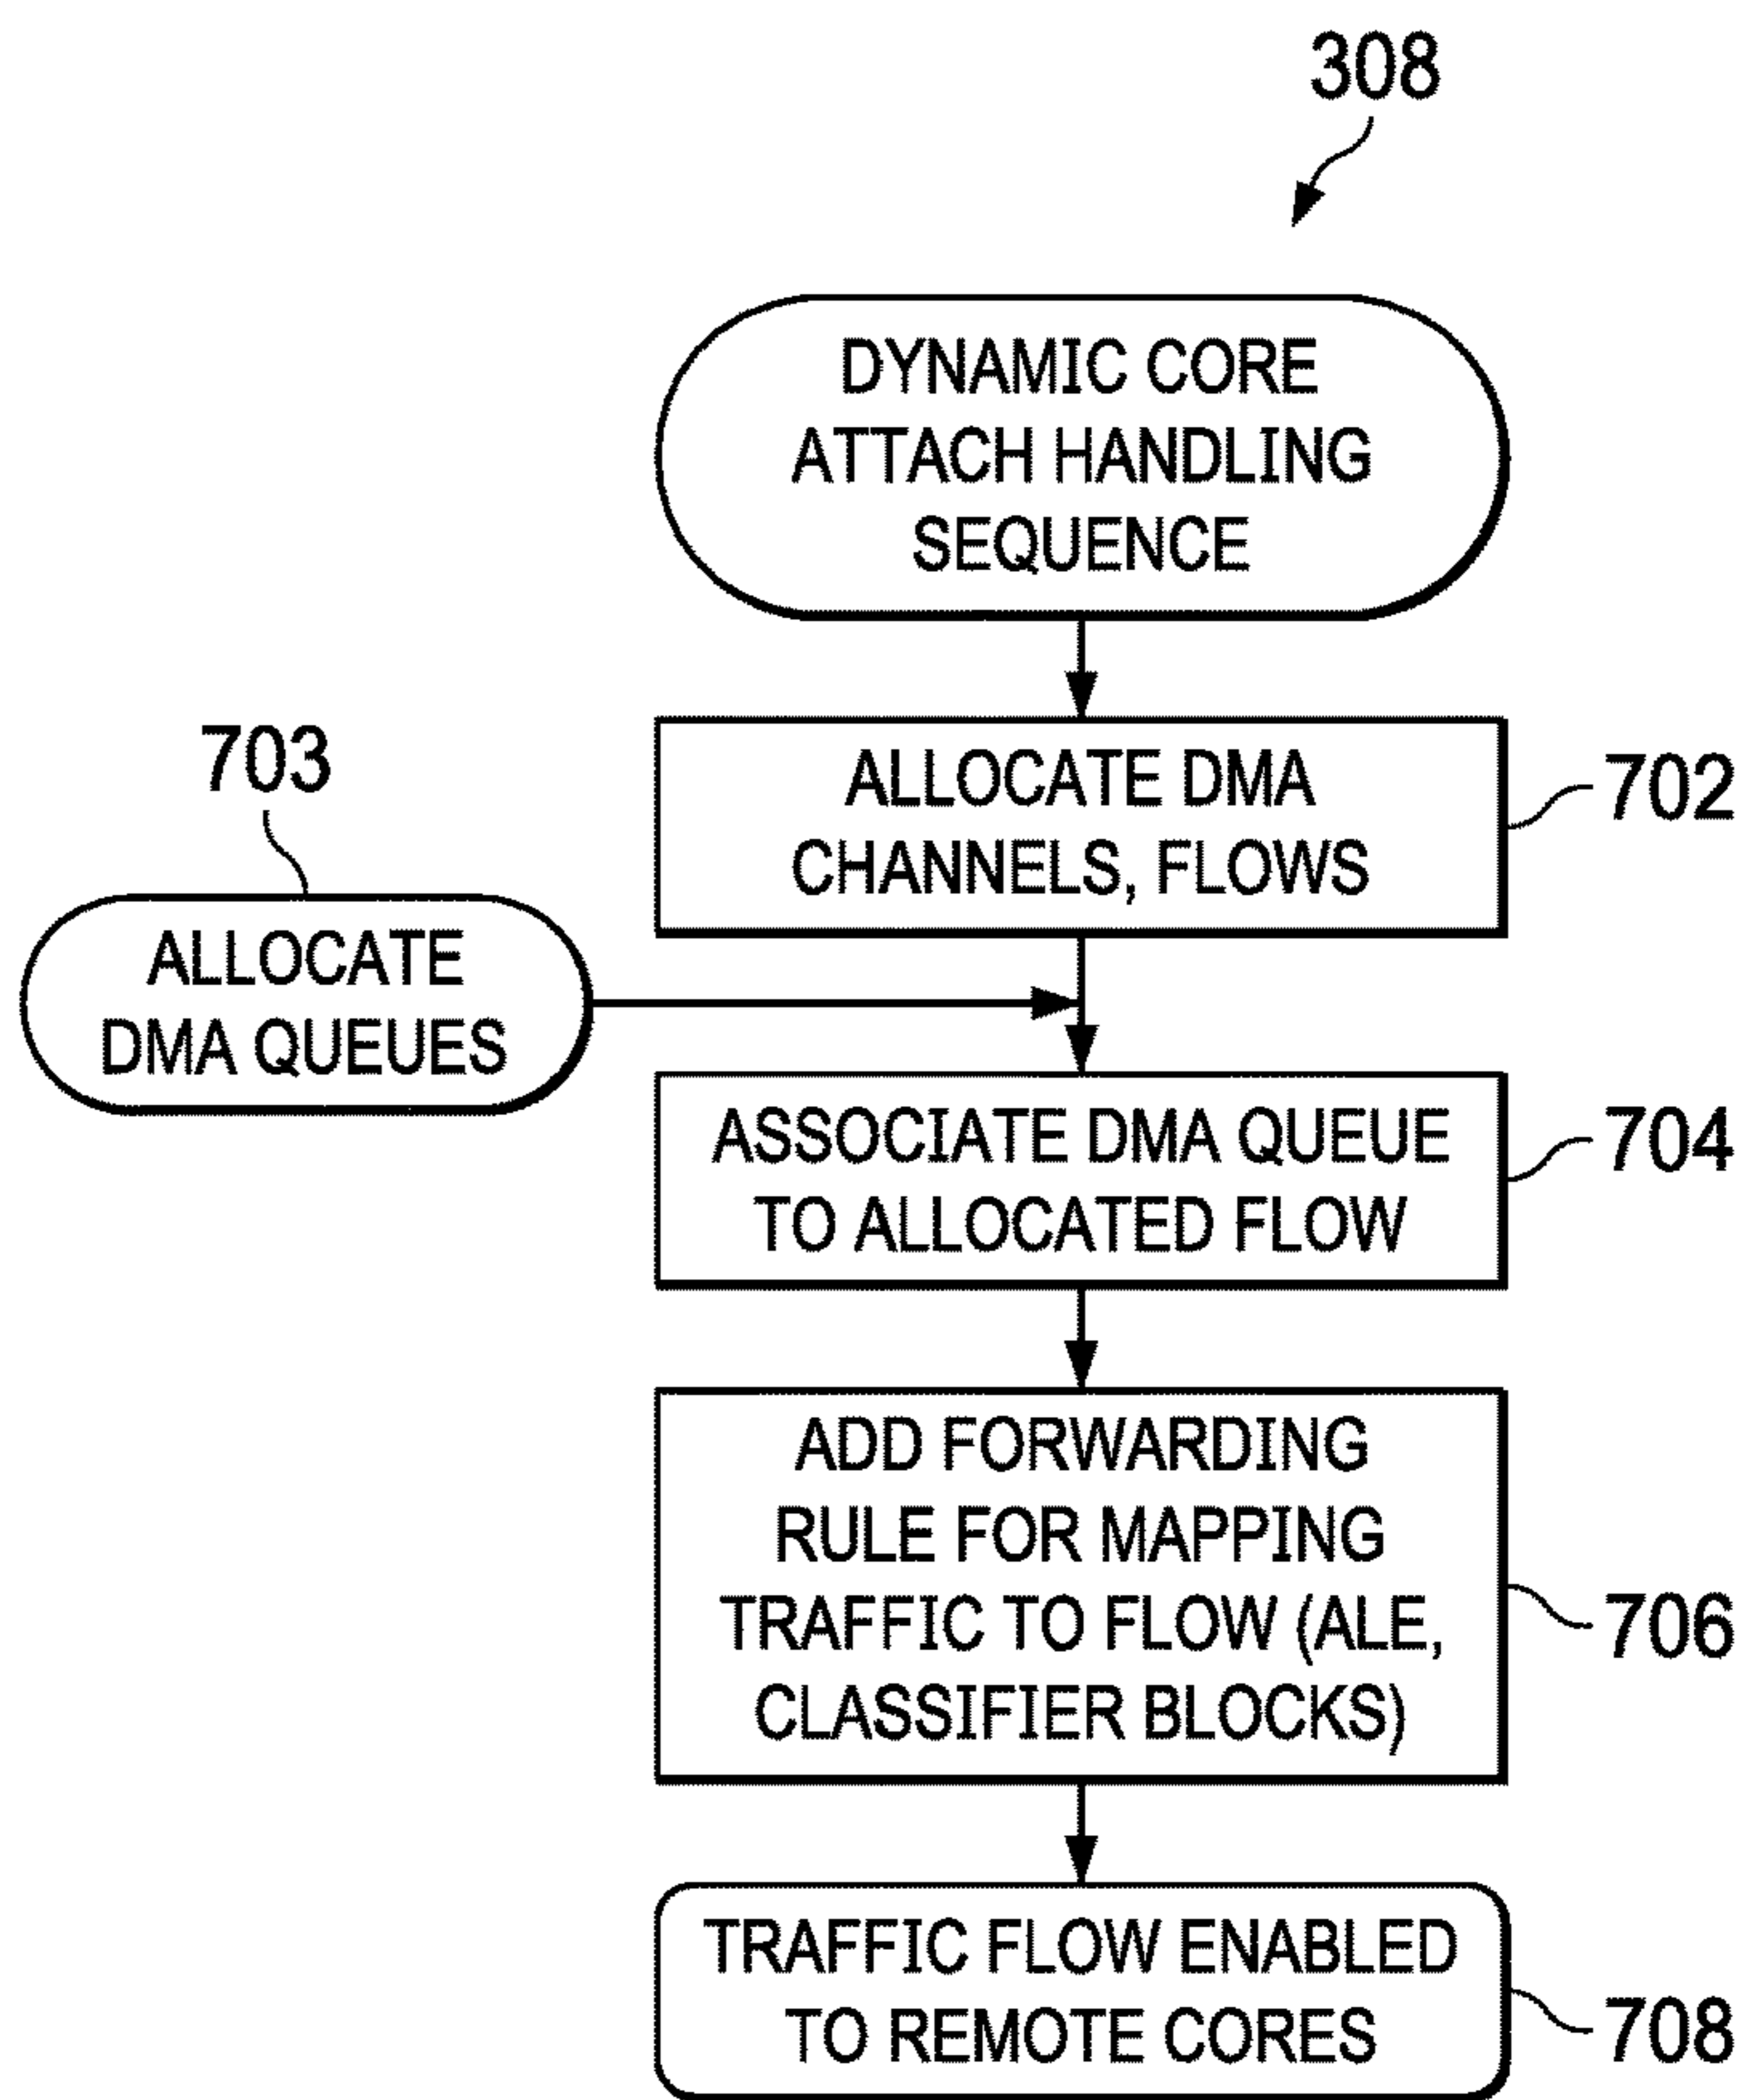 308
DYNAMIC CORE
ATTACH HANDLING
SEQUENCE
ALLOCATE DMA
CHANNELS, FLOWS
702
703
ALLOCATE
DMA QUEUES
ASSOCIATE DMA QUEUE
TO ALLOCATED FLOW
704
ADD FORWARDING
RULE FOR MAPPING
TRAFFIC TO FLOW (ALE,
CLASSIFIER BLOCKS)
706
TRAFFIC FLOW ENABLED
TO REMOTE CORES
708